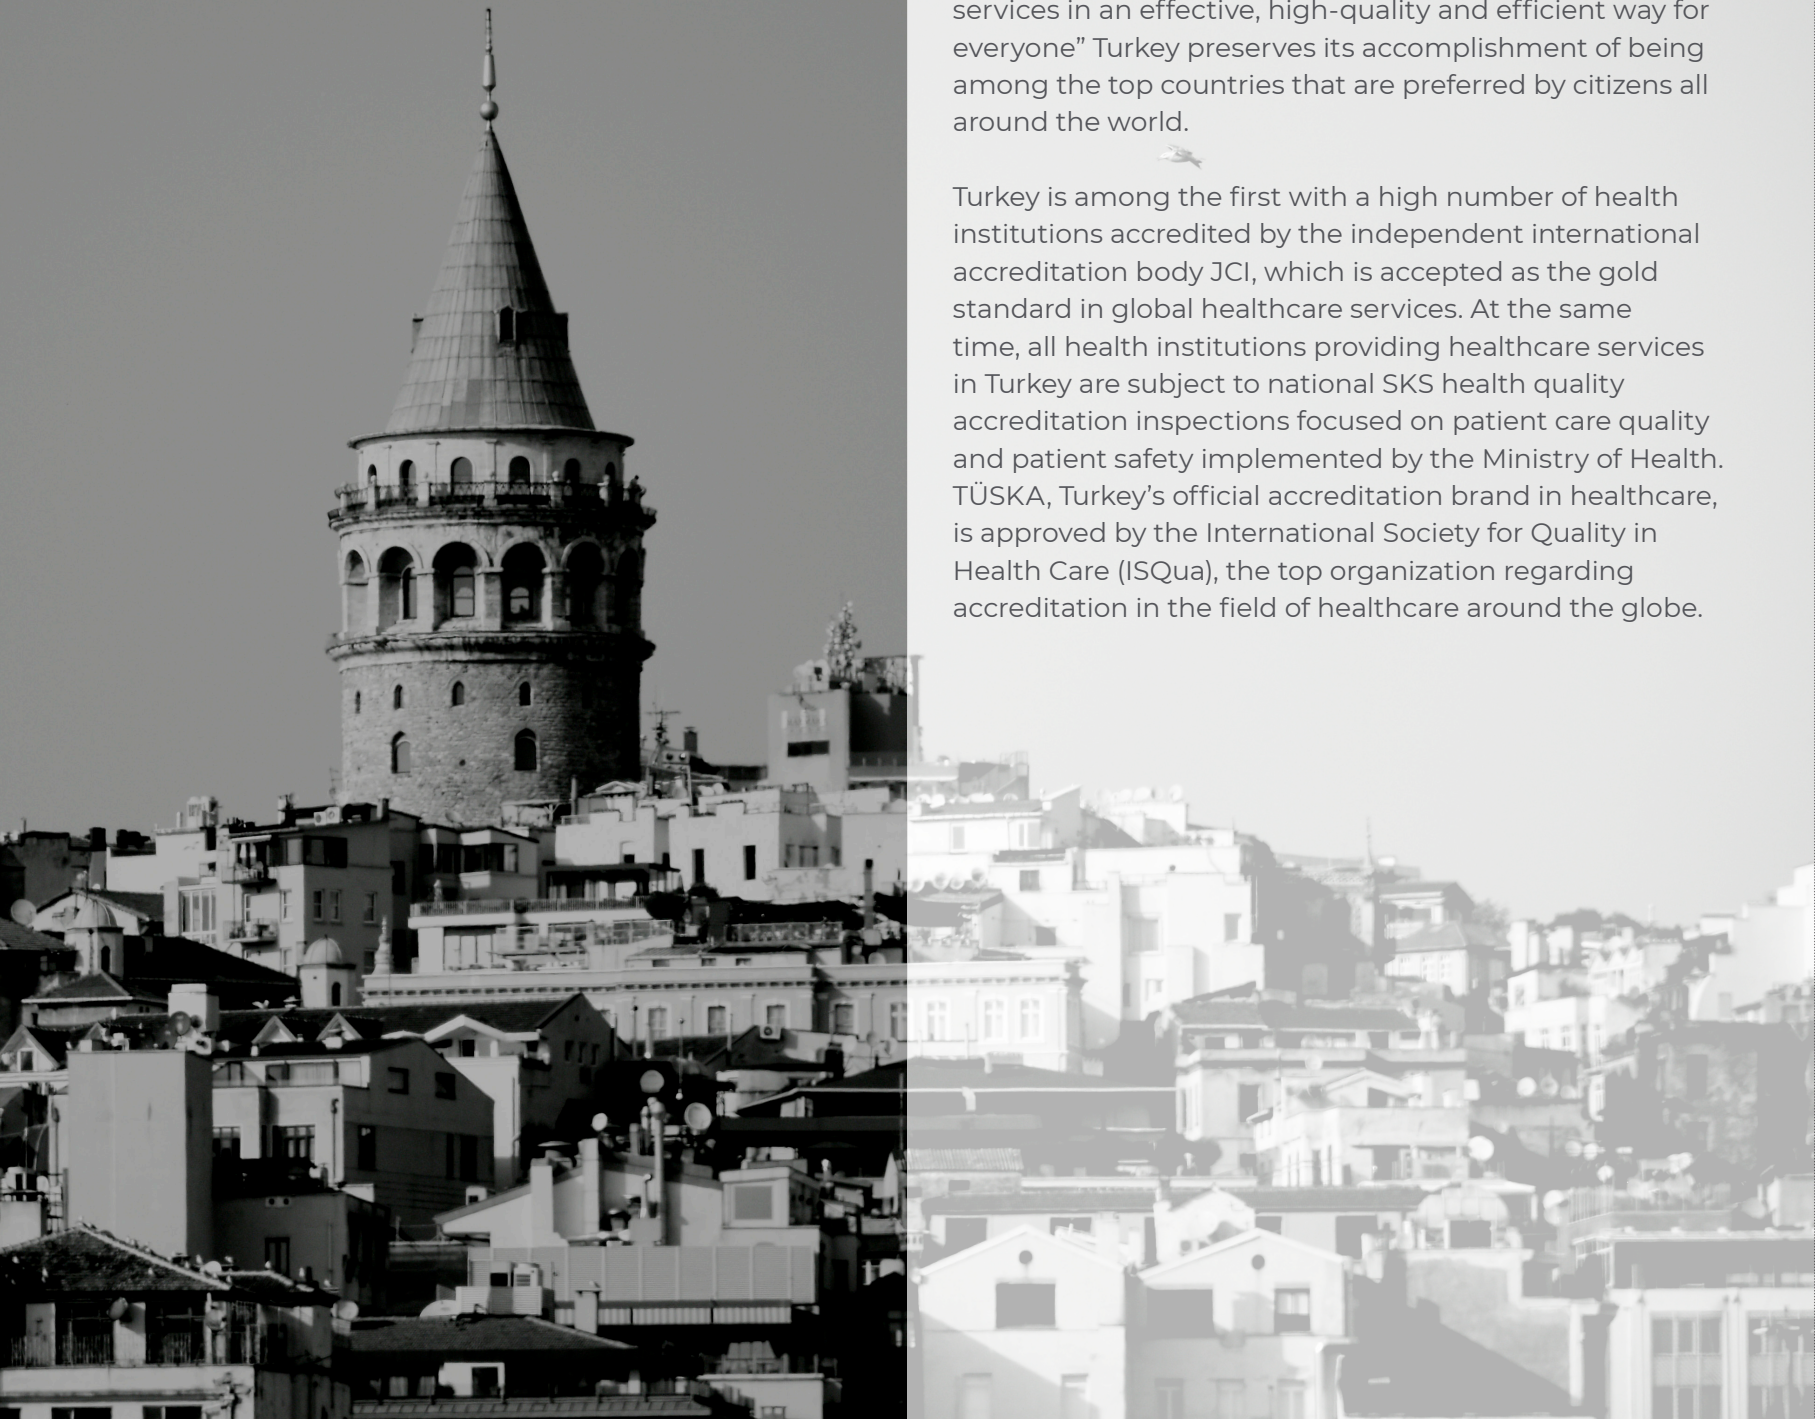 services in an effective, high-quality and efficient way for
everyone” Turkey preserves its accomplishment of being
among the top countries that are preferred by citizens all
around the world.
Turkey is among the first with a high number of health
institutions accredited by the independent international
accreditation body JCI, which is accepted as the gold
standard in global healthcare services. At the same
time, all health institutions providing healthcare services
in Turkey are subject to national SKS health quality
accreditation inspections focused on patient care quality
and patient safety implemented by the Ministry of Health.
TÜSKA, Turkey’s official accreditation brand in healthcare,
is approved by the International Society for Quality in
Health Care (ISQua), the top organization regarding
accreditation in the field of healthcare around the globe.